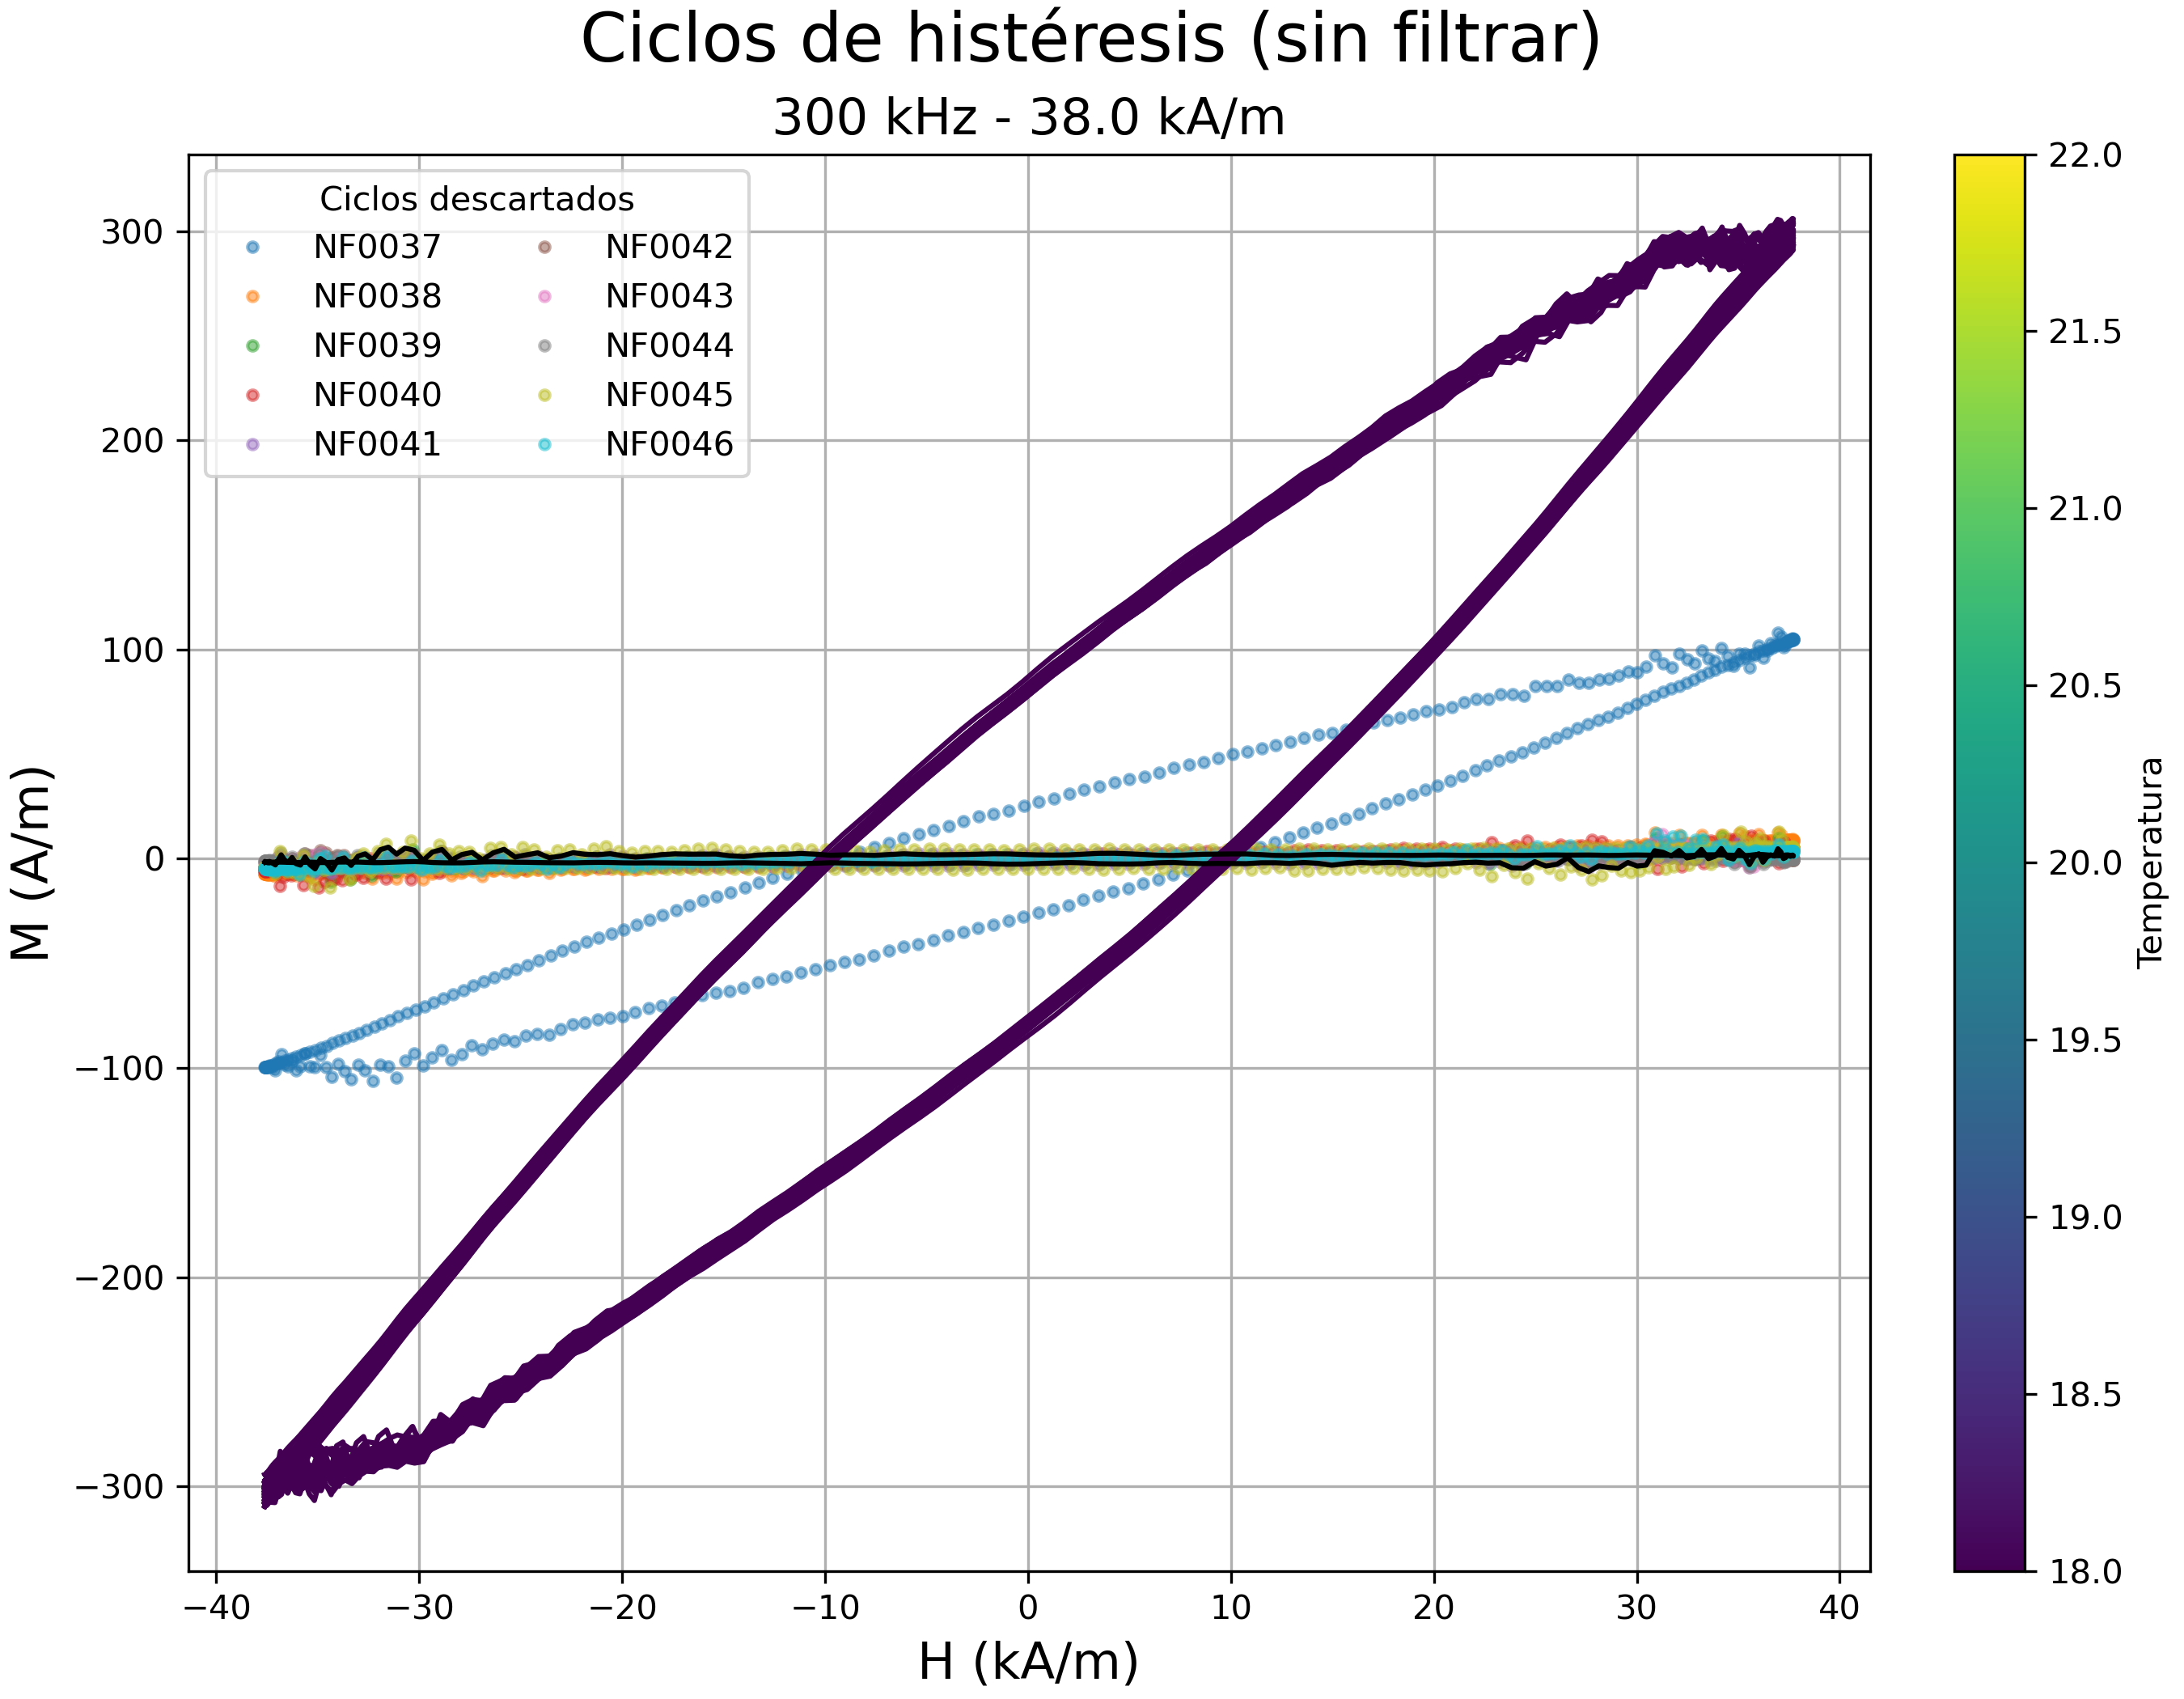 Ciclos de histéresis (sin filtrar)
300 kHz - 38.0 kA/m
Ciclos descartados
NF0037 NF0042
NF0038 NF0043
NF0039 NF0044
NF0040 NF0045
NF0041 NF0046
300
200
100
0
−100
−200
−300
M (A/m)
−40 −30 −20 −10 0 10 20 30 40
H (kA/m)
22.0
21.5
21.0
20.5
20.0
19.5
19.0
18.5
18.0
Temperatura